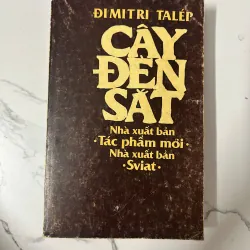 ĐIMITRI TALÉP
CÂY
ĐÈN
SẮT
Nhà xuất bản
·Tác phẩm mới·
Nhà xuất bản
·Sviat·